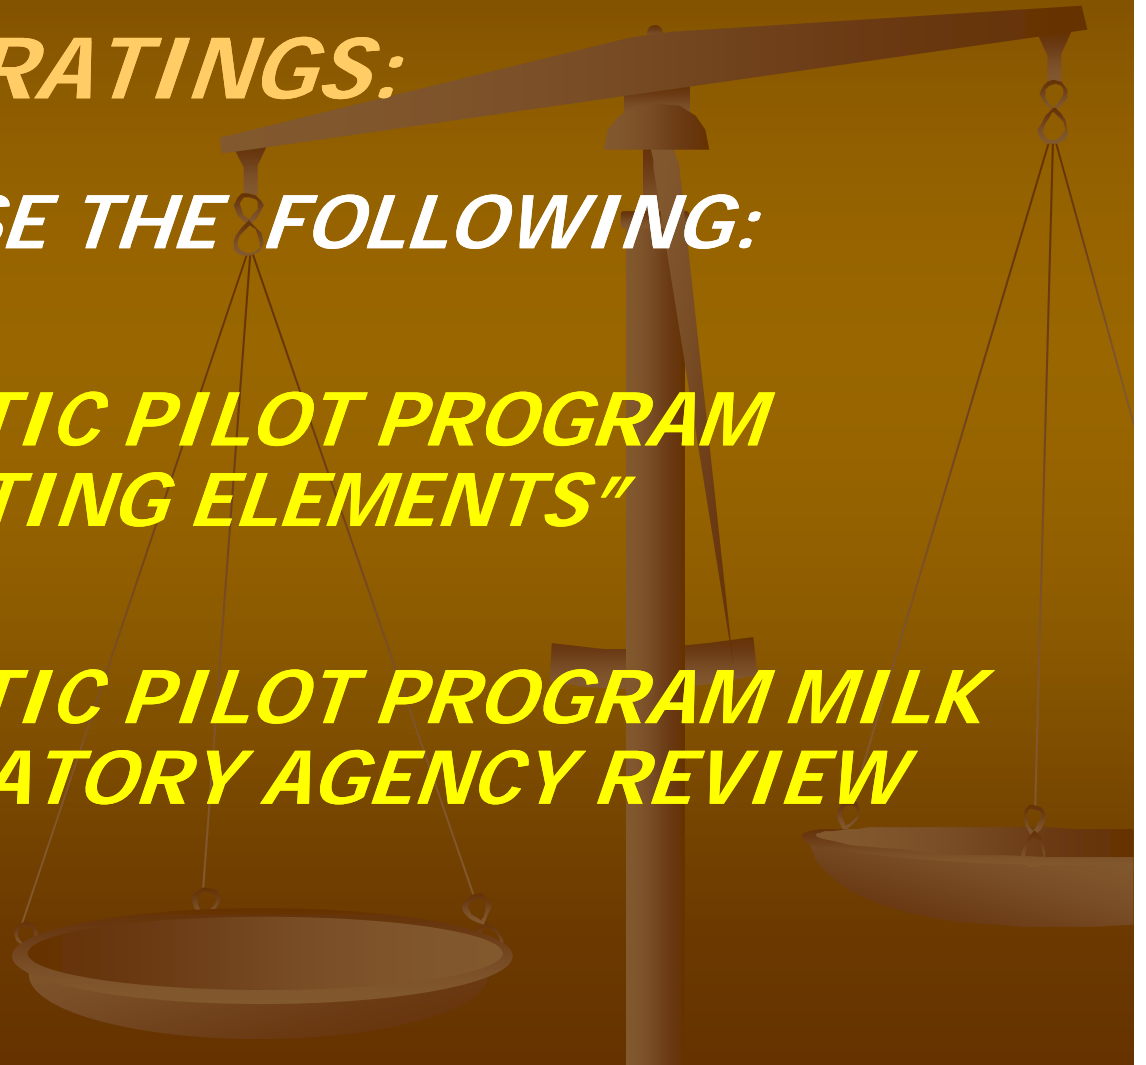 RATINGS:
SE THE FOLLOWING:
TIC PILOT PROGRAM
TING ELEMENTS”
TIC PILOT PROGRAM MILK
ATORY AGENCY REVIEW